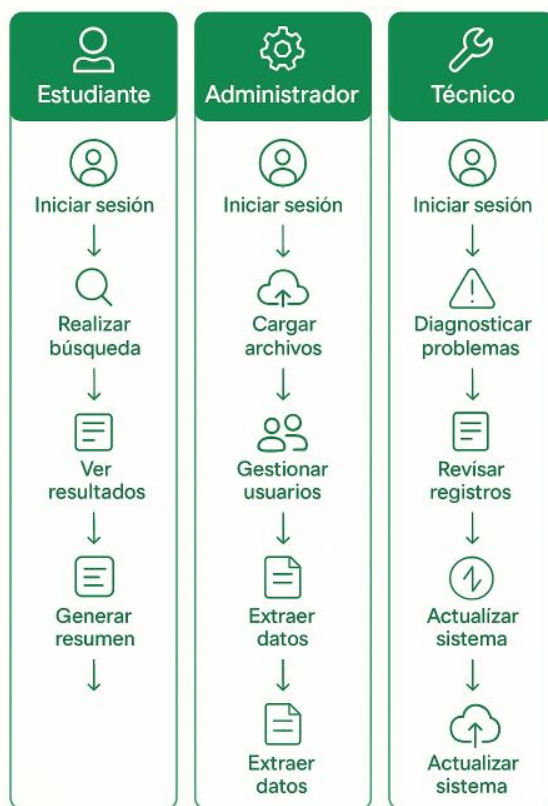 Estudiante
Iniciar sesión
Realizar
búsqueda
Ver
resultados
Generar
resumen
Administrador
Iniciar sesión
Cargar
archivos
Gestionar
usuarios
Extraer
datos
Extraer
datos
Técnico
Iniciar sesión
Diagnosticar
problemas
Revísar
registros
Actualízar
sistema
Actualizar
sistema